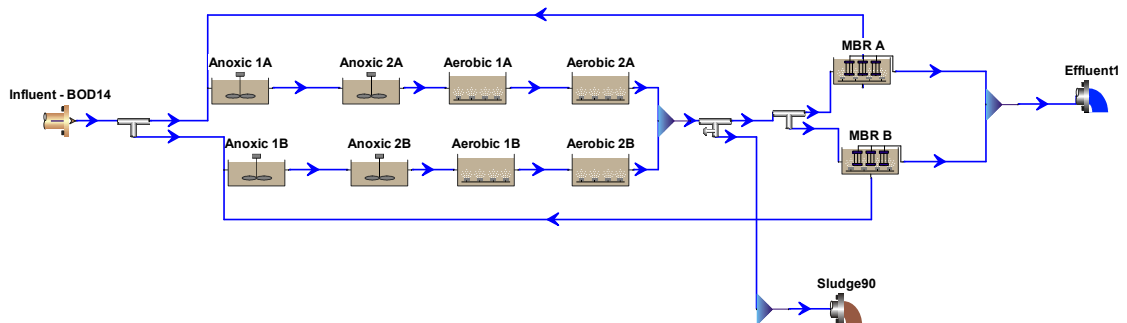 MBR A
Anoxic 1A
Anoxic 2A
Aerobic 1A
Aerobic 2A
Effluent1
Influent - BOD14
Anoxic 1B
Anoxic 2B
Aerobic 1B
Aerobic 2B
MBR B
Sludge90